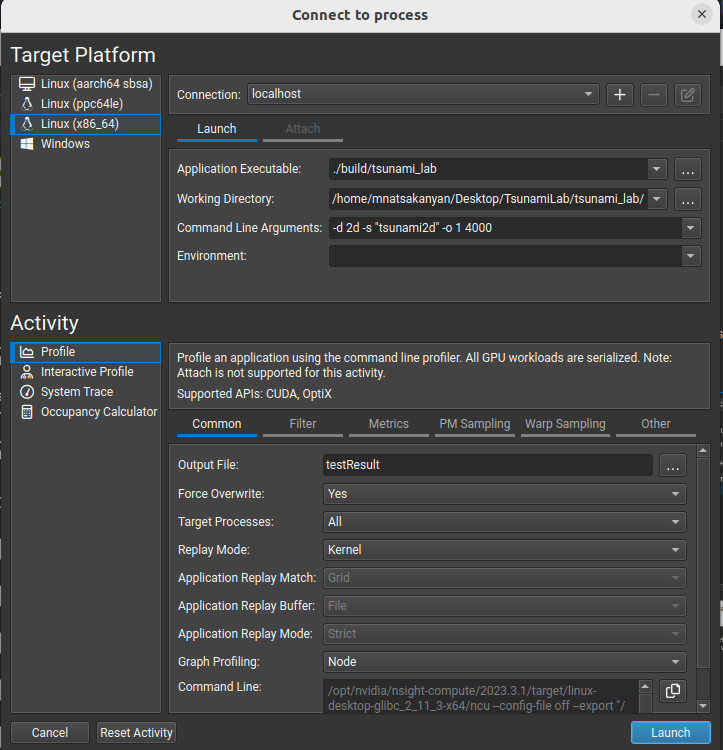 Connect to process
Target Platform
Linux (aarch64 sbsa)
Linux (ppc64le)
Linux (x86_64)
Windows
Connection: localhost
Launch Attach
Application Executable: ./build/tsunami_lab ...
Working Directory: /home/mnatsakanyan/Desktop/TsunamiLab/tsunami_lab/ ...
Command Line Arguments: -d 2d -s "tsunami2d" -o 1 4000
Environment:
Activity
Profile
Interactive Profile
System Trace
Occupancy Calculator
Profile an application using the command line profiler. All GPU workloads are serialized. Note:
Attach is not supported for this activity.
Supported APIs: CUDA, OptiX
Common Filter Metrics PM Sampling Warp Sampling Other
Output File: testResult ...
Force Overwrite: Yes
Target Processes: All
Replay Mode: Kernel
Application Replay Match: Grid
Application Replay Buffer: File
Application Replay Mode: Strict
Graph Profiling: Node
Command Line: /opt/nvidia/nsight-compute/2023.3.1/target/linux-
desktop-glibc_2_11_3-x64/ncu --config-file off --export "/
Cancel Reset Activity Launch